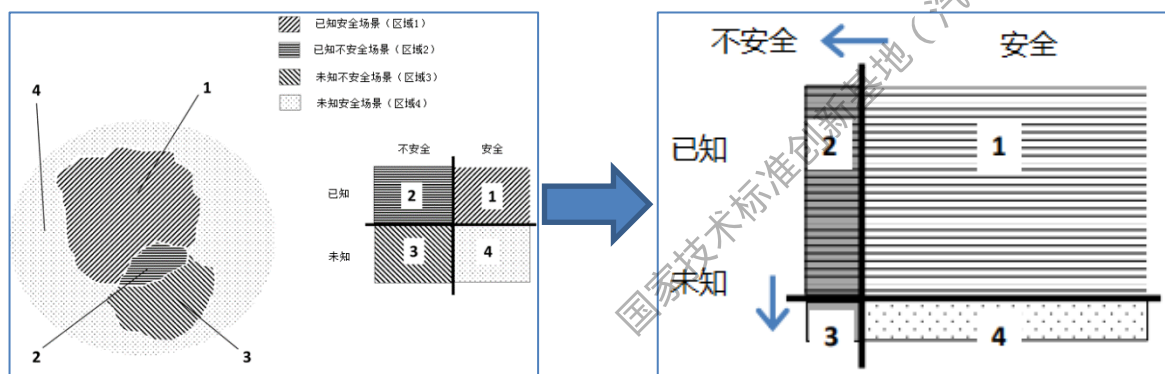 已知安全场景（区域1）
已知不安全场景（区域2）
未知不安全场景（区域3）
未知安全场景（区域4）
4
1
2
3
不安全 安全
已知
2 1
未知
3 4
不安全 安全
已知
2 1
未知
3 4
国家技术标准创新基地（汽